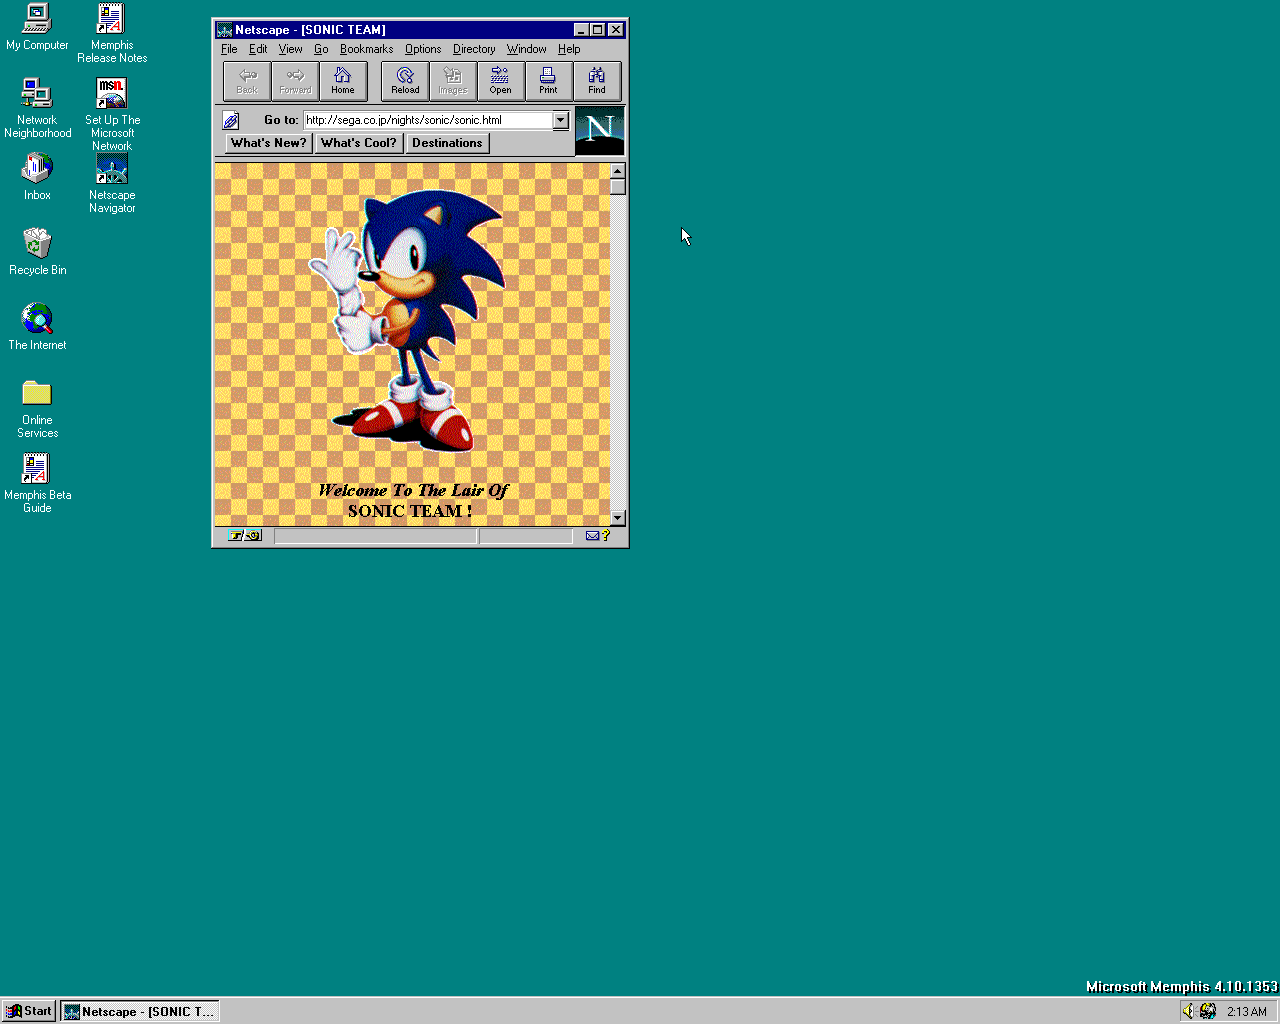 My Computer
Memphis
Release Notes
Network
Neighborhood
Set Up The
Microsoft
Network
Inbox
Netscape
Navigator
Recycle Bin
The Internet
Online
Services
Memphis Beta
Guide
msn.
Netscape - [SONIC TEAM]
File Edit View Go Bookmarks Options Directory Window Help
Back Forward Home Reload Images Open Print Find
Go to: http://sega.co.jp/nights/sonic/sonic.html
N
What's New? What's Cool? Destinations
Welcome To The Lair Of
SONIC TEAM !
?
Microsoft Memphis 4.10.1353
Start Netscape - [SONIC T... 2:13 AM